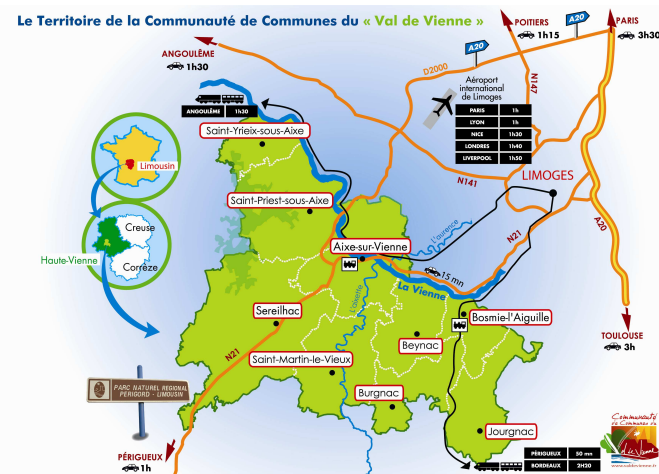 Le Territoire de la Communauté de Communes du « Val de Vienne »
ANGOULÊME
1h30
POITIERS
1h15
PARIS
3h30
A20
A20
D2000
N147
Aéroport
international
de Limoges
PARIS 1h
LYON 1h
NICE 1h30
LONDRES 1h40
LIVERPOOL 1h50
ANGOULÊME 1h30
Saint-Yrieix-sous-Aixe
Limousin
N141
LIMOGES
Saint-Priest-sous-Aixe
Creuse
Haute-Vienne
Corrèze
L'aurence
Aixe-sur-Vienne
N21
A20
15 mn
La Vienne
L'aixette
Sereilhac
Bosmie-l'Aiguille
Beynac
TOULOUSE
3h
N21
Saint-Martin-le-Vieux
PARC NATUREL REGIONAL
PERIGORD - LIMOUSIN
Burgnac
Jourgnac
Communauté
de Communes du
Val de Vienne
PÉRIGUEUX
1h
PÉRIGUEUX 50 mn
BORDEAUX 2H20